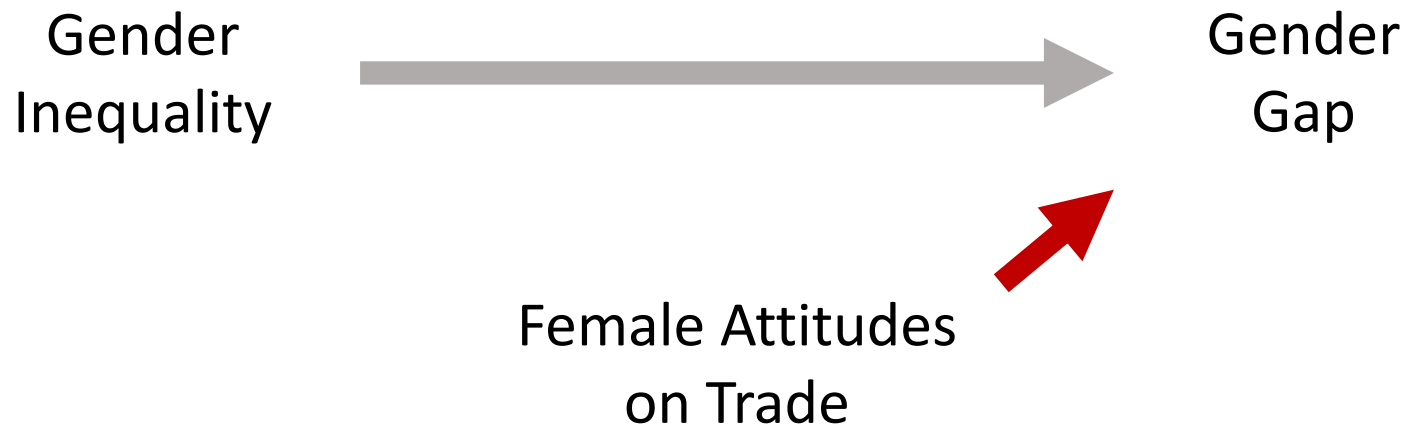 Gender
Inequality
Gender
Gap
Female Attitudes
on Trade